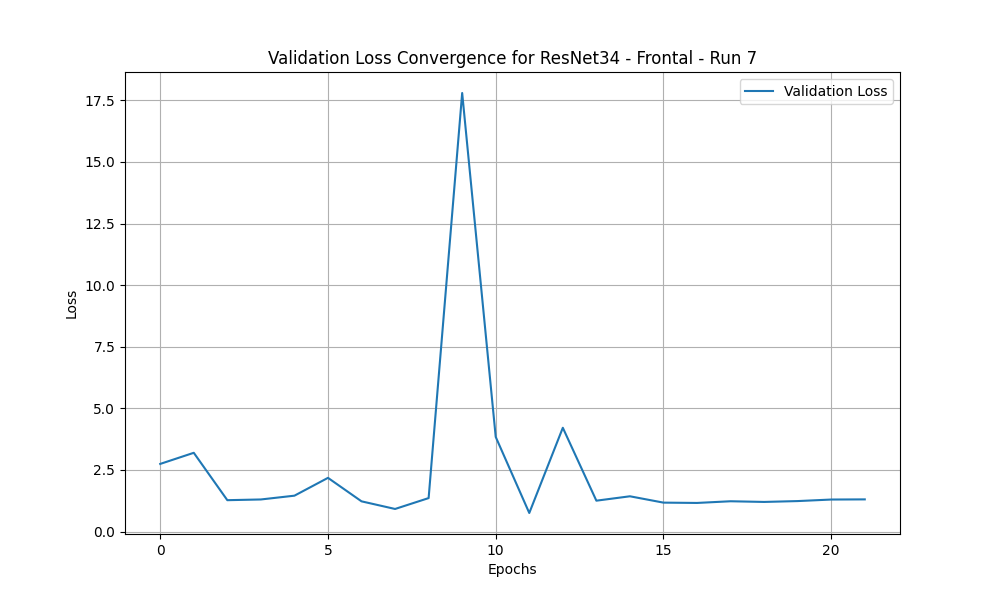 Validation Loss Convergence for ResNet34 - Frontal - Run 7
Validation Loss
17.5
15.0
12.5
10.0
7.5
5.0
2.5
0.0
Loss
0 5 10 15 20
Epochs